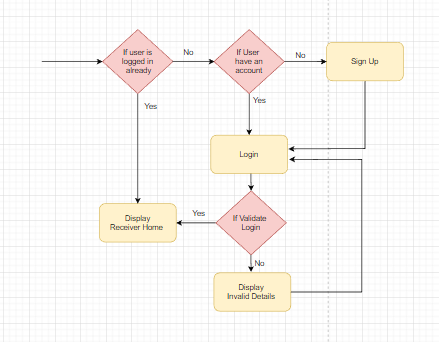 If user is
logged in
already
No
If User
have an
account
No
Sign Up
Yes
Yes
Login
Display
Receiver Home
Yes
If Validate
Login
No
Display
Invalid Details